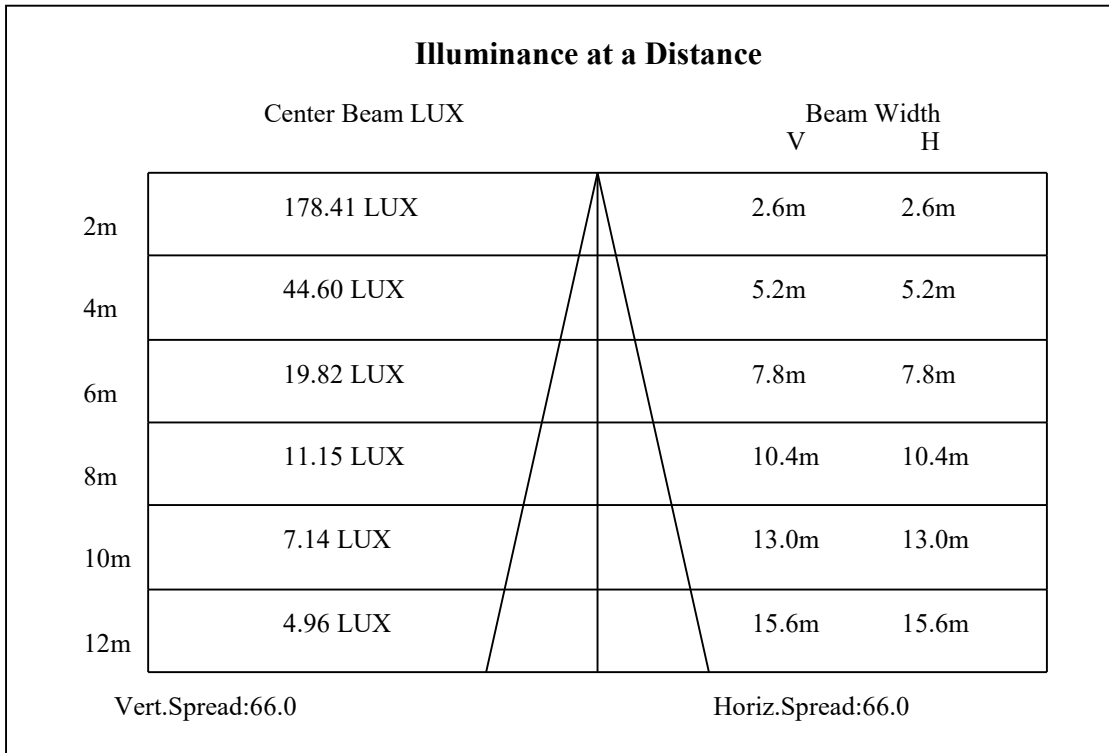 Illuminance at a Distance
Center Beam LUX Beam Width
V H
2m 178.41 LUX 2.6m 2.6m
4m 44.60 LUX 5.2m 5.2m
6m 19.82 LUX 7.8m 7.8m
8m 11.15 LUX 10.4m 10.4m
10m 7.14 LUX 13.0m 13.0m
12m 4.96 LUX 15.6m 15.6m
Vert.Spread:66.0 Horiz.Spread:66.0